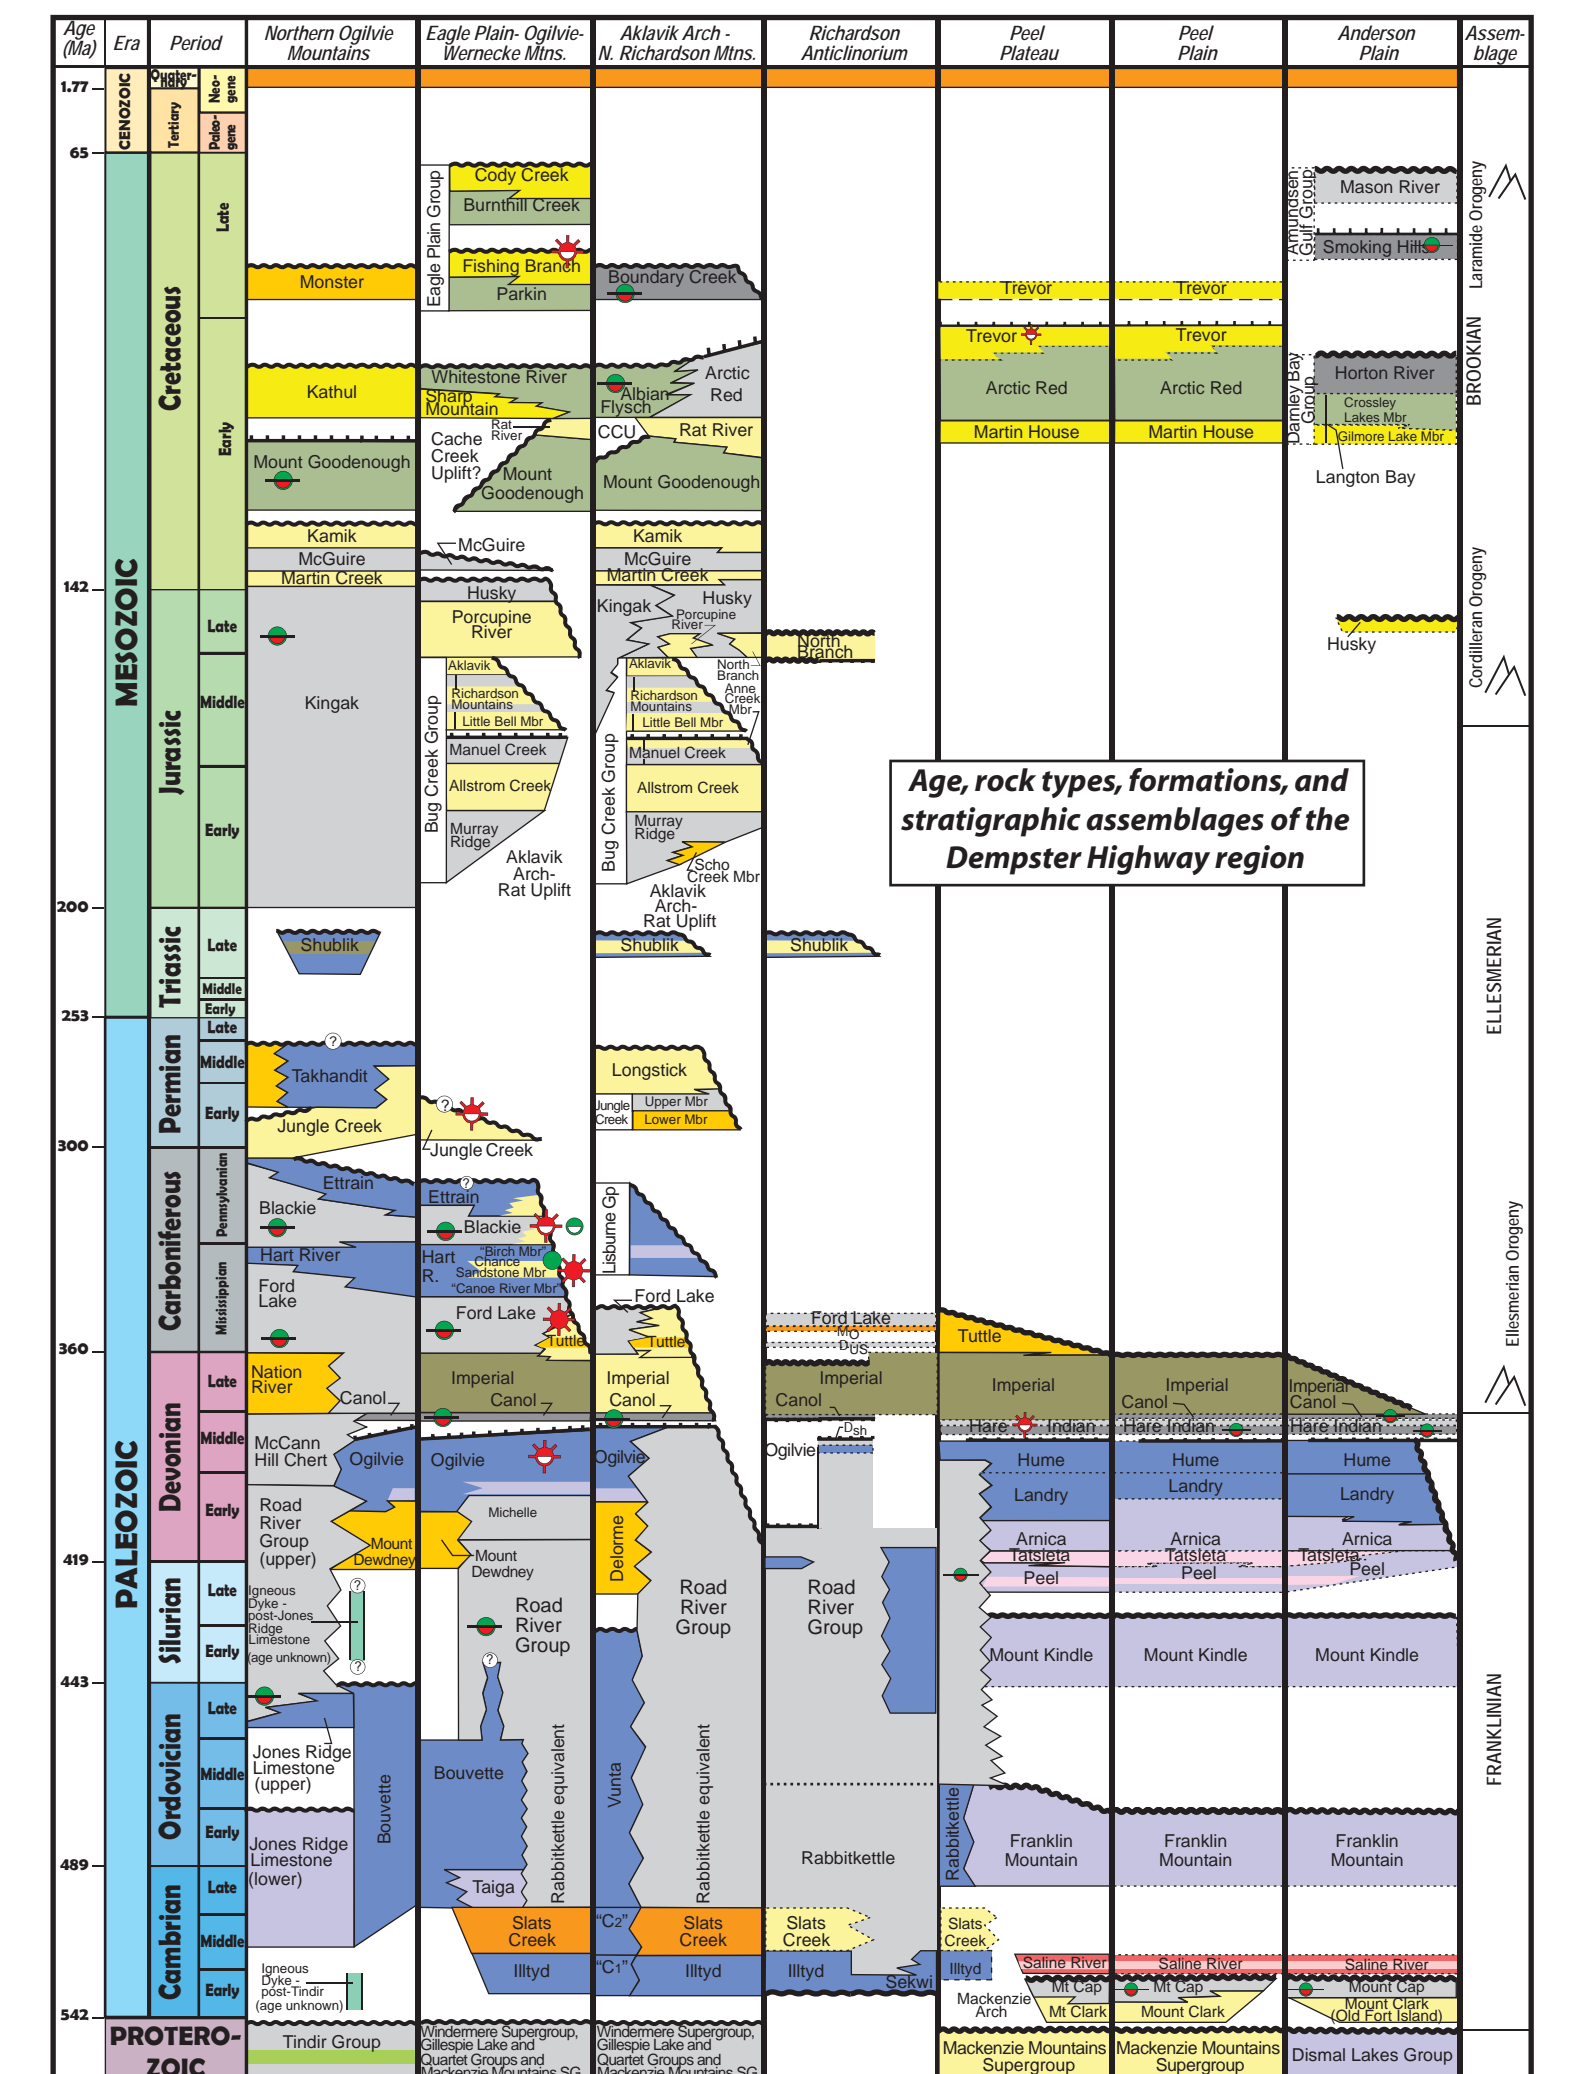 Age
(Ma)
Era
Period
Northern Ogilvie
Mountains
Eagle Plain- Ogilvie-
Wernecke Mtns.
Aklavik Arch -
N. Richardson Mtns.
Richardson
Anticlinorium
Peel
Plateau
Peel
Plain
Anderson
Plain
Assem-
blage
1.77
65
142
200
253
300
360
419
443
489
542
CENOZOIC
MESOZOIC
PALEOZOIC
PROTERO-
ZOIC
Quater-
nary
Tertiary
Neo-
gene
Paleo-
gene
Cretaceous
Late
Early
Jurassic
Late
Middle
Early
Triassic
Late
Middle
Early
Permian
Late
Middle
Early
Carboniferous
Pennsylvanian
Mississippian
Devonian
Late
Middle
Early
Silurian
Late
Early
Ordovician
Late
Middle
Early
Cambrian
Late
Middle
Early
Monster
Kathul
Mount Goodenough
Kamik
McGuire
Martin Creek
Kingak
Shublik
?
Takhandit
Jungle Creek
Ettrain
Blackie
Hart River
Ford
Lake
Nation
River
Canol
McCann
Hill Chert
Ogilvie
Road
River
Group
(upper)
Mount
Dewdney
Igneous
Dyke -
post-Jones
Ridge
Limestone
(age unknown)
?
?
Jones Ridge
Limestone
(upper)
Bouvette
Jones Ridge
Limestone
(lower)
Igneous
Dyke -
post-Tindir
(age unknown)
Tindir Group
Eagle Plain Group
Cody Creek
Burnthill Creek
Fishing Branch
Parkin
Whitestone River
Sharp
Mountain
Rat
River
Cache
Creek
Uplift?
Mount
Goodenough
McGuire
Husky
Porcupine
River
Bug Creek Group
Aklavik
Richardson
Mountains
Little Bell Mbr
Manuel Creek
Allstrom Creek
Murray
Ridge
Aklavik
Arch-
Rat Uplift
?
Jungle Creek
?
Ettrain
Blackie
Hart
R.
"Birch Mbr"
Chance
Sandstone Mbr
"Canoe River Mbr"
Ford Lake
Tuttle
Imperial
Canol
Ogilvie
Michelle
Mount
Dewdney
Road
River
Group
?
Bouvette
Rabbitkettle equivalent
Taiga
Slats
Creek
Illtyd
Windermere Supergroup,
Gillespie Lake and
Quartet Groups and
Mackenzie Mountains SG
Boundary Creek
Albian
Flysch
Arctic
Red
CCU
Rat River
Mount Goodenough
Kamik
McGuire
Martin Creek
Kingak
Husky
Porcupine
River
Bug Creek Group
Aklavik
North
Branch
Richardson
Mountains
Anne
Creek
Mbr
Little Bell Mbr
Manuel Creek
Allstrom Creek
Murray
Ridge
Scho
Creek Mbr
Aklavik
Arch-
Rat Uplift
Shublik
Longstick
Jungle
Creek
Upper Mbr
Lower Mbr
Lisburne Gp
Ford Lake
Tuttle
Imperial
Canol
Ogilvie
Delorme
Road
River
Group
Vunta
Rabbitkettle equivalent
"C2"
Slats
Creek
"C1"
Illtyd
Windermere Supergroup,
Gillespie Lake and
Quartet Groups and
Mackenzie Mountains SG
North
Branch
Shublik
Ford Lake
MO
DUS
Imperial
Canol
Dsh
Ogilvie
Road
River
Group
Rabbitkettle
Slats
Creek
Illtyd
Sekwi
Trevor
Trevor
Arctic Red
Martin House
Tuttle
Imperial
Hare Indian
Hume
Landry
Arnica
Tatsieta
Peel
Mount Kindle
Rabbitkettle
Franklin
Mountain
Slats
Creek
Illtyd
Saline River
Mackenzie
Arch
Mt Cap
Mt Clark
Mackenzie Mountains
Supergroup
Trevor
Trevor
Arctic Red
Martin House
Imperial
Canol
Hare Indian
Hume
Landry
Arnica
Tatsieta
Peel
Mount Kindle
Franklin
Mountain
Saline River
Mt Cap
Mount Clark
Mackenzie Mountains
Supergroup
Amundsen
Gulf Group
Mason River
Smoking Hills
Darnley Bay
Group
Horton River
Crossley
Lakes Mbr
Gilmore Lake Mbr
Langton Bay
Husky
Imperial
Canol
Hare Indian
Hume
Landry
Arnica
Tatsieta
Peel
Mount Kindle
Franklin
Mountain
Saline River
Mount Cap
Mount Clark
(Old Fort Island)
Dismal Lakes Group
Laramide Orogeny
BROOKIAN
Cordilleran Orogeny
ELLESMERIAN
Ellesmerian Orogeny
FRANKLINIAN
Age, rock types, formations, and
stratigraphic assemblages of the
Dempster Highway region